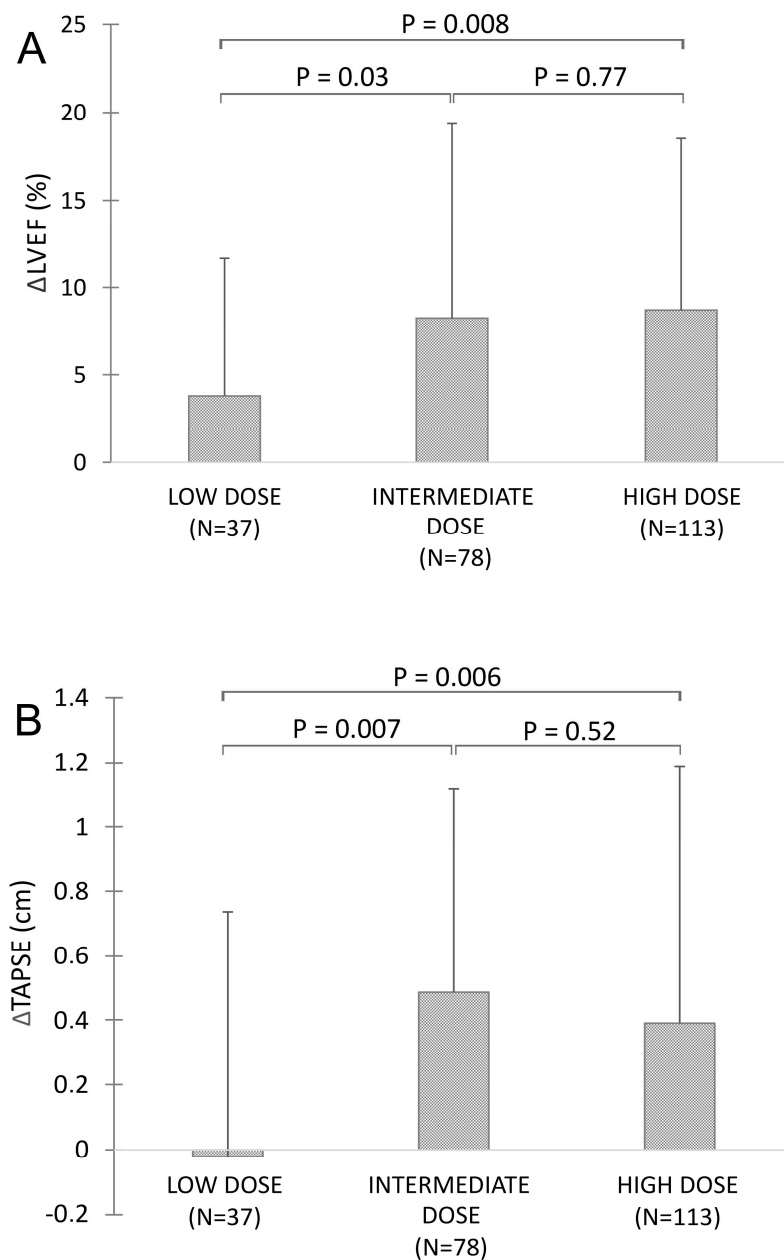 A
25
P = 0.008
P = 0.03
P = 0.77
20
15
10
5
0
ΔLVEF (%)
LOW DOSE
(N=37)
INTERMEDIATE
DOSE
(N=78)
HIGH DOSE
(N=113)
B
1.4
P = 0.006
P = 0.007
P = 0.52
1.2
1
0.8
0.6
0.4
0.2
0
-0.2
ΔTAPSE (cm)
LOW DOSE
(N=37)
INTERMEDIATE
DOSE
(N=78)
HIGH DOSE
(N=113)